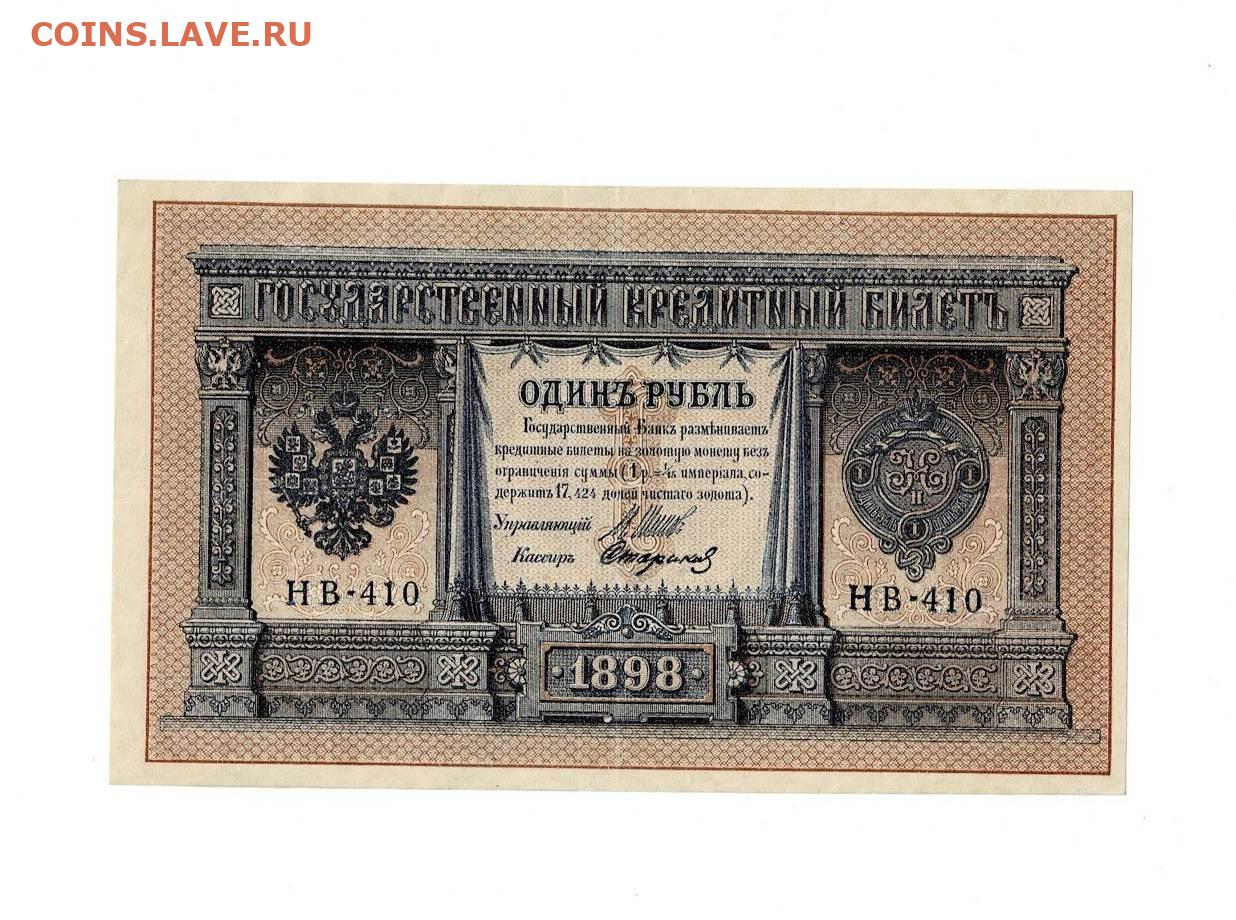 COINS.LAVE.RU
ГОСУДАРСТВЕННЫЙ КРЕДИТНЫЙ БИЛЕТЪ
ОДИНЪ РУБЛЬ
Государственный Банкъ размѣниваетъ
кредитные билеты на золотую монету безъ
ограниченія суммы (1 р. = 1/15 имперіала, со-
держитъ 17,424 долей чистаго золота).
Управляющій
Кассиръ
НВ-410
НВ-410
1898